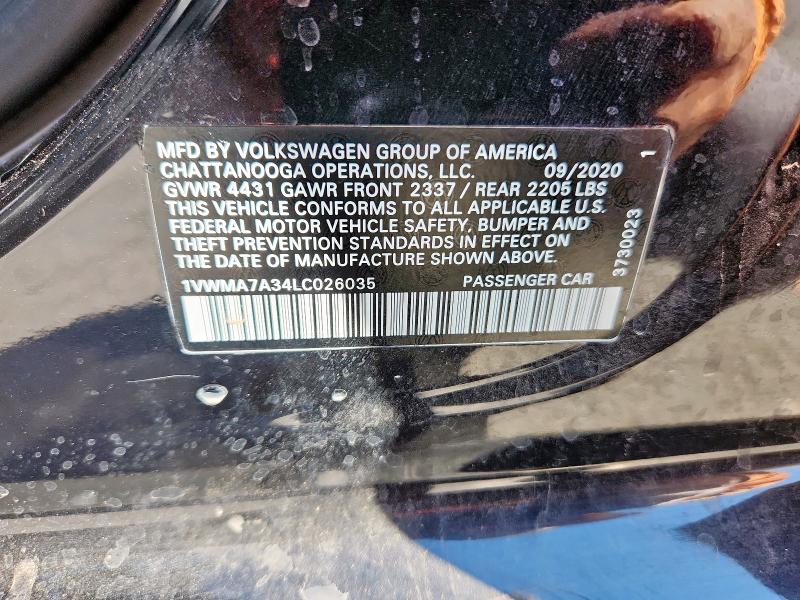 MFD BY VOLKSWAGEN GROUP OF AMERICA
CHATTANOOGA OPERATIONS, LLC. 09/2020 1
GVWR 4431 GAWR FRONT 2337 / REAR 2205 LBS
THIS VEHICLE CONFORMS TO ALL APPLICABLE U.S.
FEDERAL MOTOR VEHICLE SAFETY, BUMPER AND
THEFT PREVENTION STANDARDS IN EFFECT ON
THE DATE OF MANUFACTURE SHOWN ABOVE.
3730023
1VWMA7A34LC026035 PASSENGER CAR